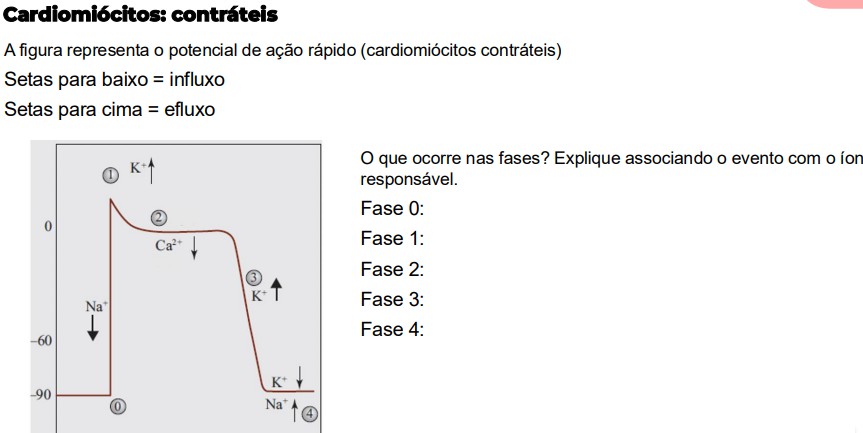 Cardiomiócitos: contráteis
A figura representa o potencial de ação rápido (cardiomiócitos contráteis)
Setas para baixo = influxo
Setas para cima = efluxo
O que ocorre nas fases? Explique associando o evento com o íon
responsável.
Fase 0:
Fase 1:
Fase 2:
Fase 3:
Fase 4:
1 K⁺
2
0
Ca²⁺
3
K⁺
Na⁺
–60
K⁺
–90
0
Na⁺ 4